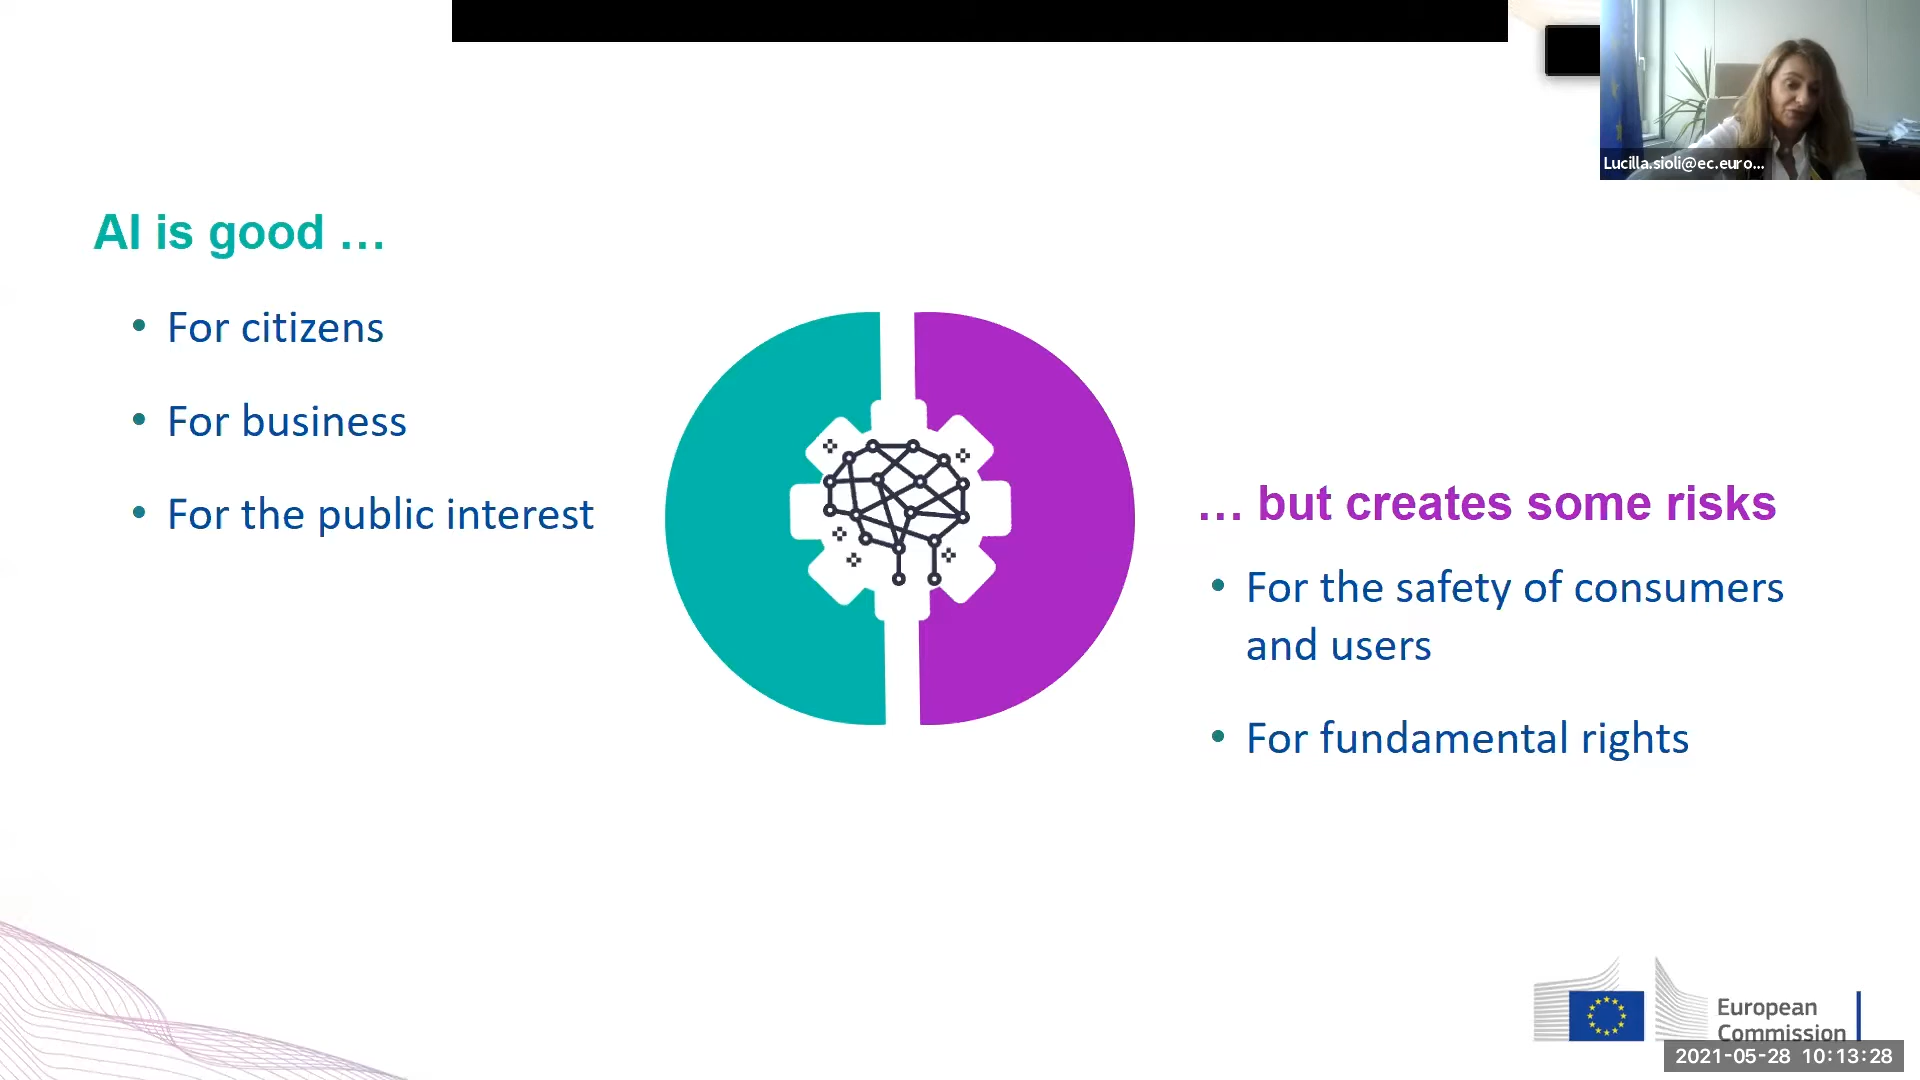 Lucilla.sioli@ec.euro...
AI is good …
• For citizens
• For business
• For the public interest
… but creates some risks
• For the safety of consumers
and users
• For fundamental rights
European
Commission
2021-05-28 10:13:28